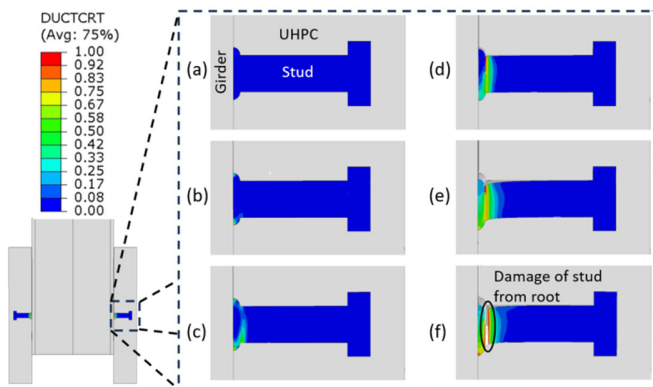 DUCTCRT
(Avg: 75%)
1.00
0.92
0.83
0.75
0.67
0.58
0.50
0.42
0.33
0.25
0.17
0.08
0.00
(a)
Girder
UHPC
Stud
(b)
(c)
(d)
(e)
Damage of stud
from root
(f)